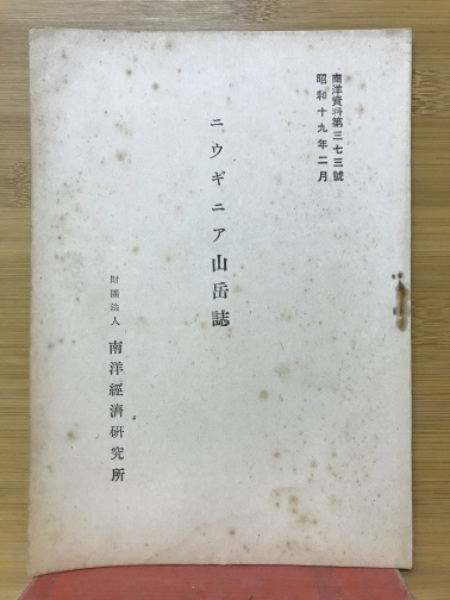 南洋資料第三七三號
昭和十九年二月
ニウギニア山岳誌
財團法人 南洋經濟研究所